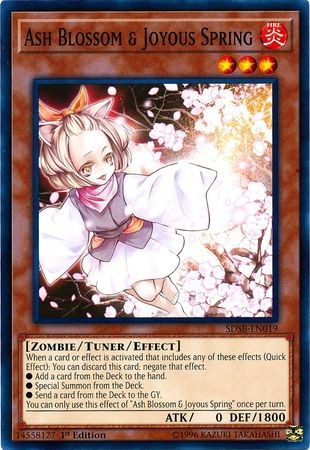 Ash Blossom & Joyous Spring
FIRE
炎
SDSB-EN019
[Zombie/Tuner/Effect]
When a card or effect is activated that includes any of these effects (Quick
Effect): You can discard this card; negate that effect.
● Add a card from the Deck to the hand.
● Special Summon from the Deck.
● Send a card from the Deck to the GY.
You can only use this effect of "Ash Blossom & Joyous Spring" once per turn.
ATK/ 0 DEF/1800
14558127 1st Edition ©1996 KAZUKI TAKAHASHI